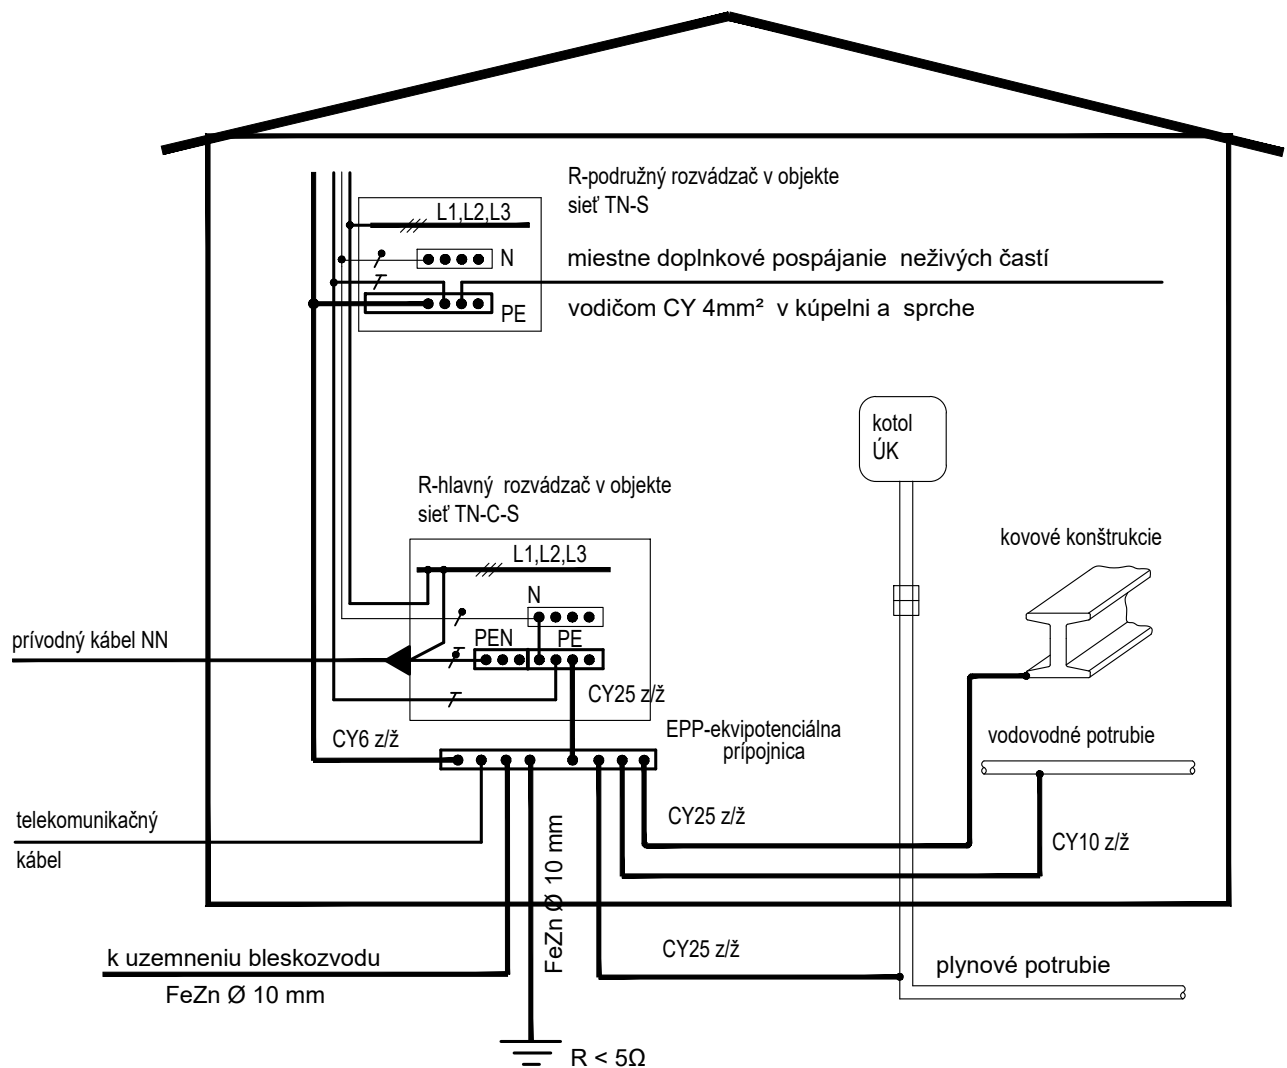 R-podružný rozvádzač v objekte
sieť TN-S
L1,L2,L3
N
miestne doplnkové pospájanie neživých častí
PE
vodičom CY 4mm² v kúpelni a sprche
kotol
ÚK
R-hlavný rozvádzač v objekte
sieť TN-C-S
kovové konštrukcie
L1,L2,L3
N
prívodný kábel NN
PEN
PE
CY25 z/ž
CY6 z/ž
EPP-ekvipotenciálna
prípojnica
vodovodné potrubie
telekomunikačný
kábel
CY25 z/ž
CY10 z/ž
FeZn Ø 10 mm
k uzemneniu bleskozvodu
FeZn Ø 10 mm
CY25 z/ž
plynové potrubie
R < 5Ω